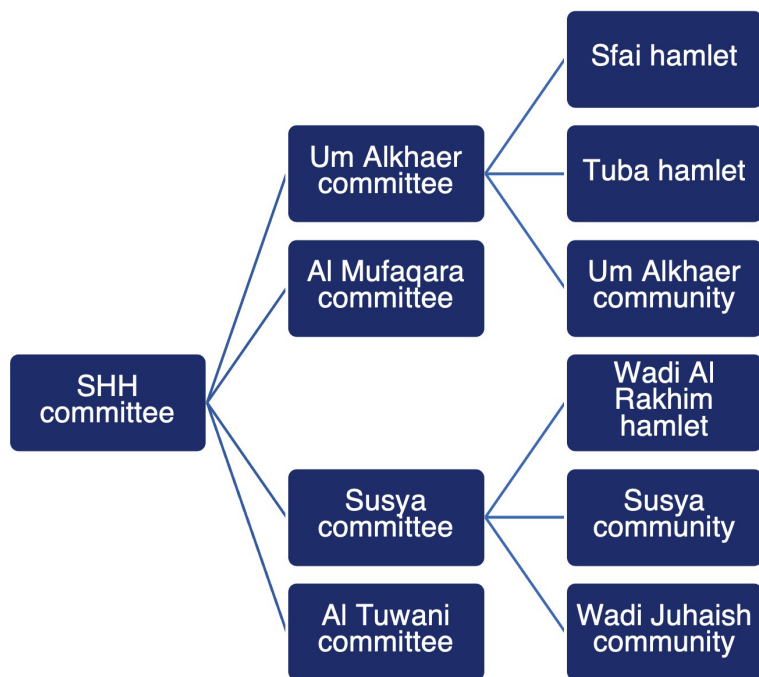 SHH
committee
Um Alkhaer
committee
Al Mufaqara
committee
Susya
committee
Al Tuwani
committee
Sfai hamlet
Tuba hamlet
Um Alkhaer
community
Wadi Al
Rakhim
hamlet
Susya
community
Wadi Juhaish
community